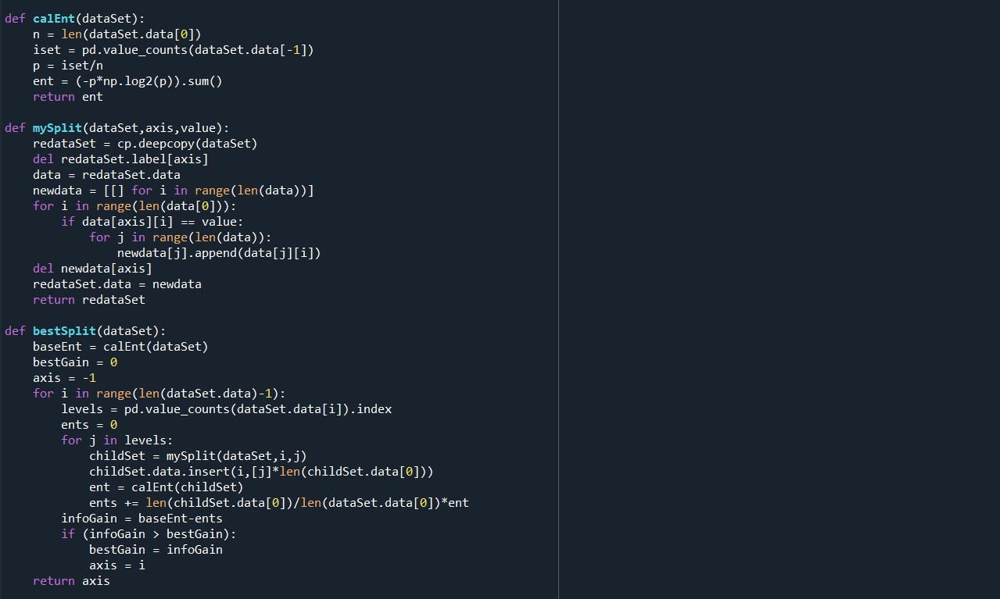 def calEnt(dataSet):
    n = len(dataSet.data[0])
    iset = pd.value_counts(dataSet.data[-1])
    p = iset/n
    ent = (-p*np.log2(p)).sum()
    return ent
def mySplit(dataSet,axis,value):
    redataSet = cp.deepcopy(dataSet)
    del redataSet.label[axis]
    data = redataSet.data
    newdata = [[] for i in range(len(data))]
    for i in range(len(data[0])):
        if data[axis][i] == value:
            for j in range(len(data)):
                newdata[j].append(data[j][i])
    del newdata[axis]
    redataSet.data = newdata
    return redataSet
def bestSplit(dataSet):
    baseEnt = calEnt(dataSet)
    bestGain = 0
    axis = -1
    for i in range(len(dataSet.data)-1):
        levels = pd.value_counts(dataSet.data[i]).index
        ents = 0
        for j in levels:
            childSet = mySplit(dataSet,i,j)
            childSet.data.insert(i,[j]*len(childSet.data[0]))
            ent = calEnt(childSet)
            ents += len(childSet.data[0])/len(dataSet.data[0])*ent
        infoGain = baseEnt-ents
        if (infoGain > bestGain):
            bestGain = infoGain
            axis = i
    return axis